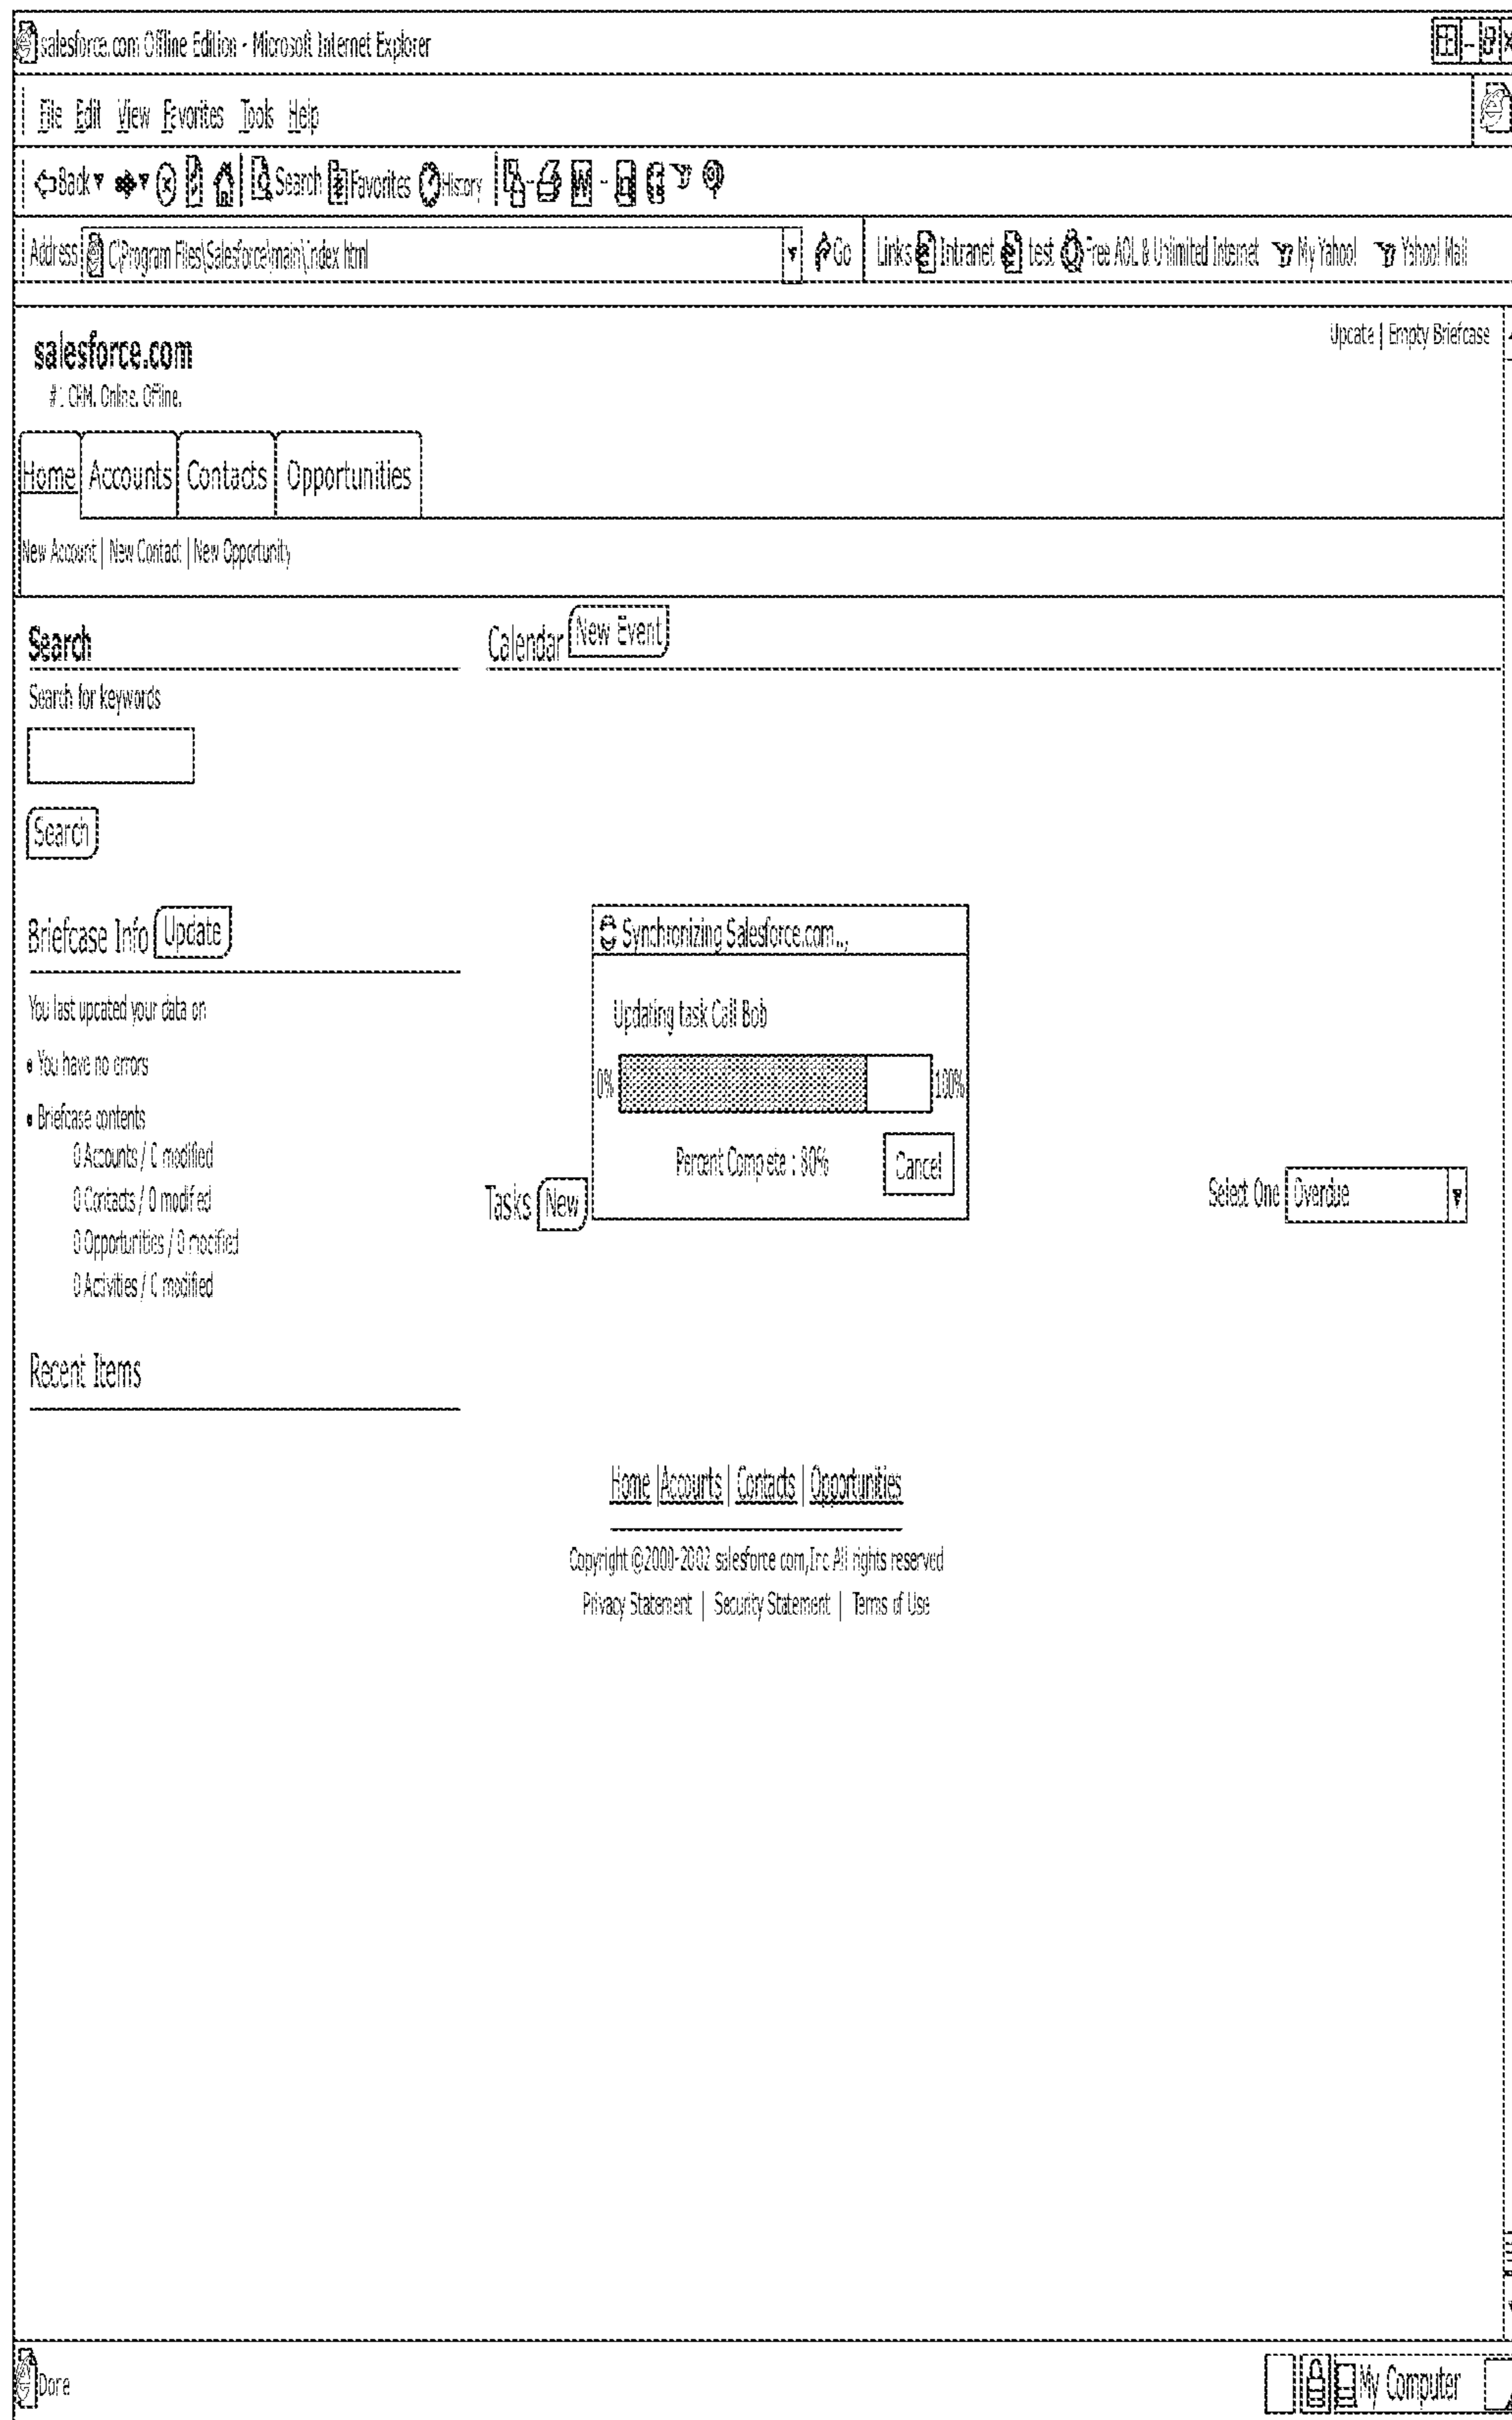 salesforce.com Offline Edition - Microsoft Internet Explorer
File Edit View Favorites Tools Help
Back Search Favorites History W
Address C:\Program Files\Salesforce\main\index html Go Links Intranet test Free AOL & Unlimited Internet My Yahoo! Yahoo! Mail
Update | Empty Briefcase
salesforce.com
#1 CRM. Online. Offline.
Home Accounts Contacts Opportunities
New Account | New Contact | New Opportunity
Search
Calendar New Event
Search for keywords
Search
Briefcase Info Update
You last updated your data on
• You have no errors
• Briefcase contents
0 Accounts / 0 modified
0 Contacts / 0 modified
0 Opportunities / 0 modified
0 Activities / 0 modified
Synchronizing Salesforce.com...
Updating task Call Bob
0% 100%
Percent Complete : 80% Cancel
Tasks New
Select One Overdue
Recent Items
Home | Accounts | Contacts | Opportunities
Copyright ©2000-2002 salesforce com,Inc All rights reserved
Privacy Statement | Security Statement | Terms of Use
Done
My Computer